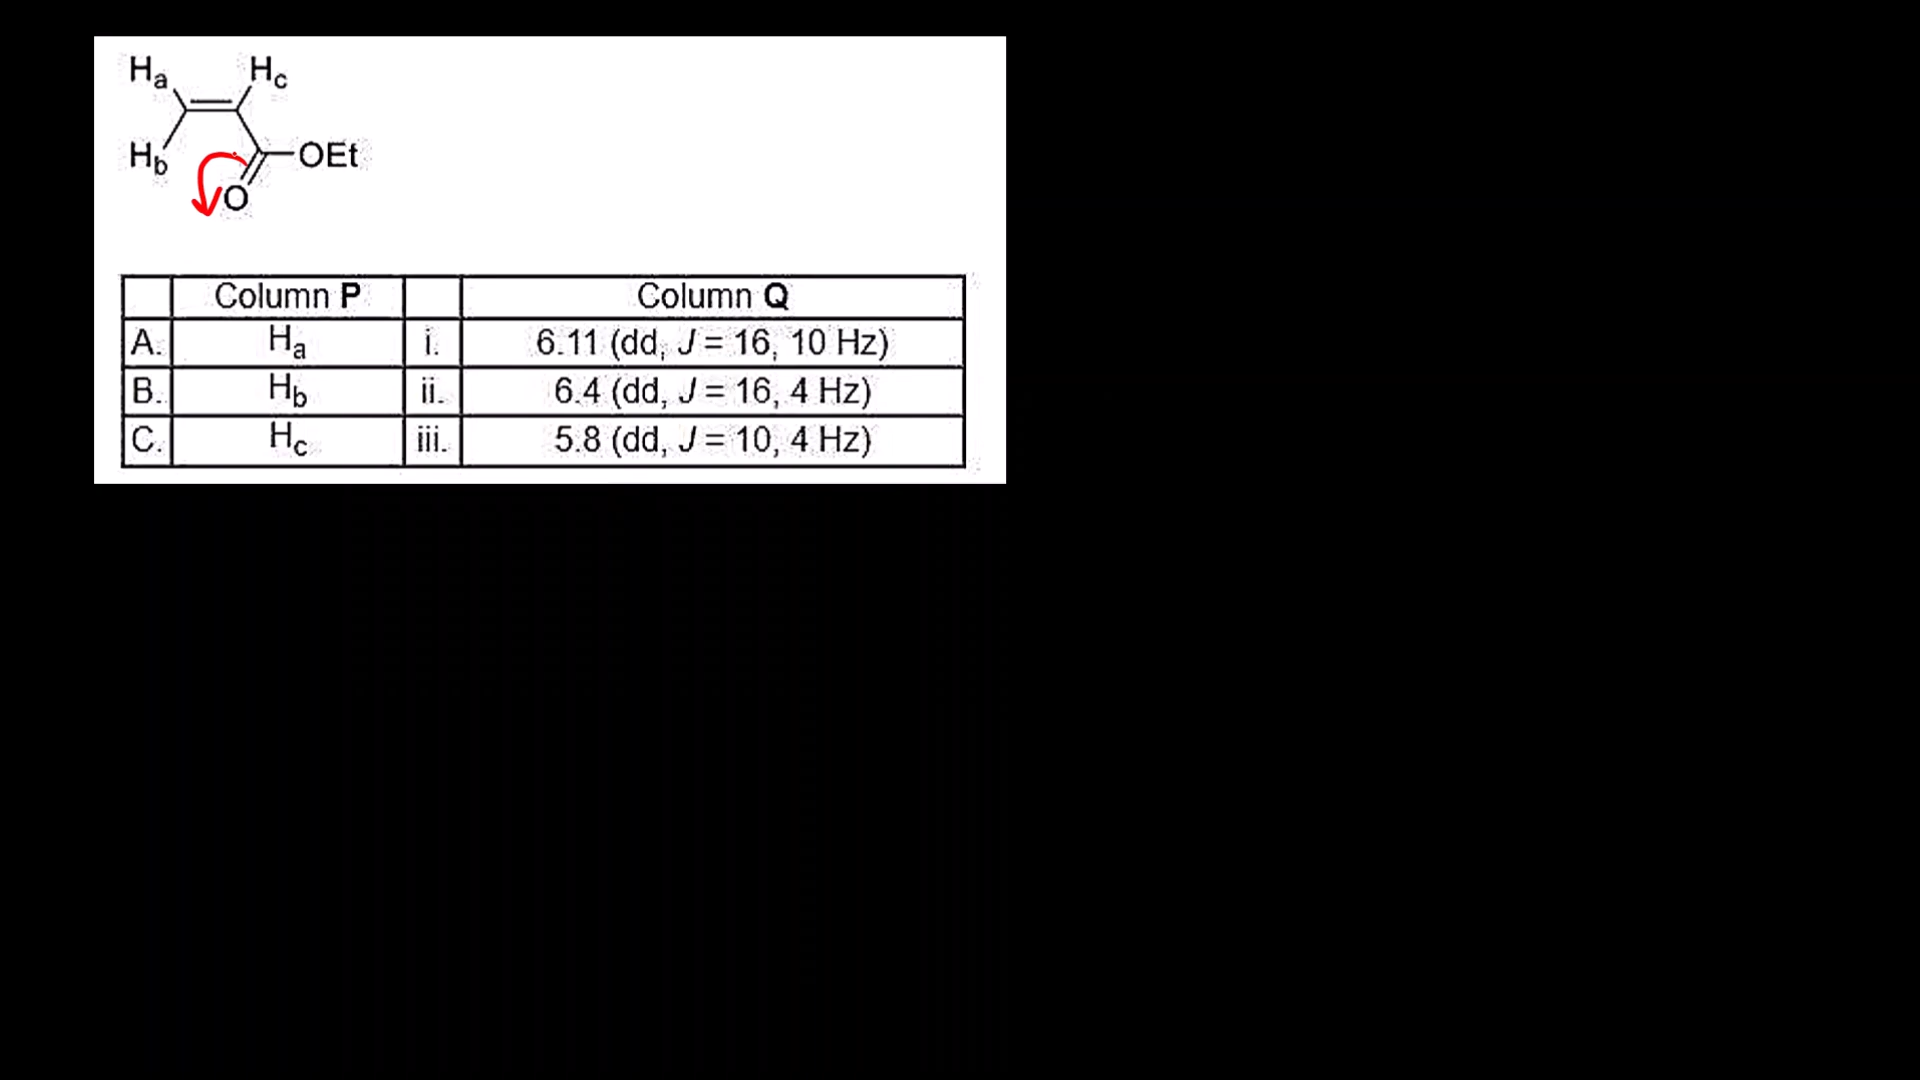 Ha Hc
Hb OEt
O
Column P Column Q
A. Ha i. 6.11 (dd, J = 16, 10 Hz)
B. Hb ii. 6.4 (dd, J = 16, 4 Hz)
C. Hc iii. 5.8 (dd, J = 10, 4 Hz)